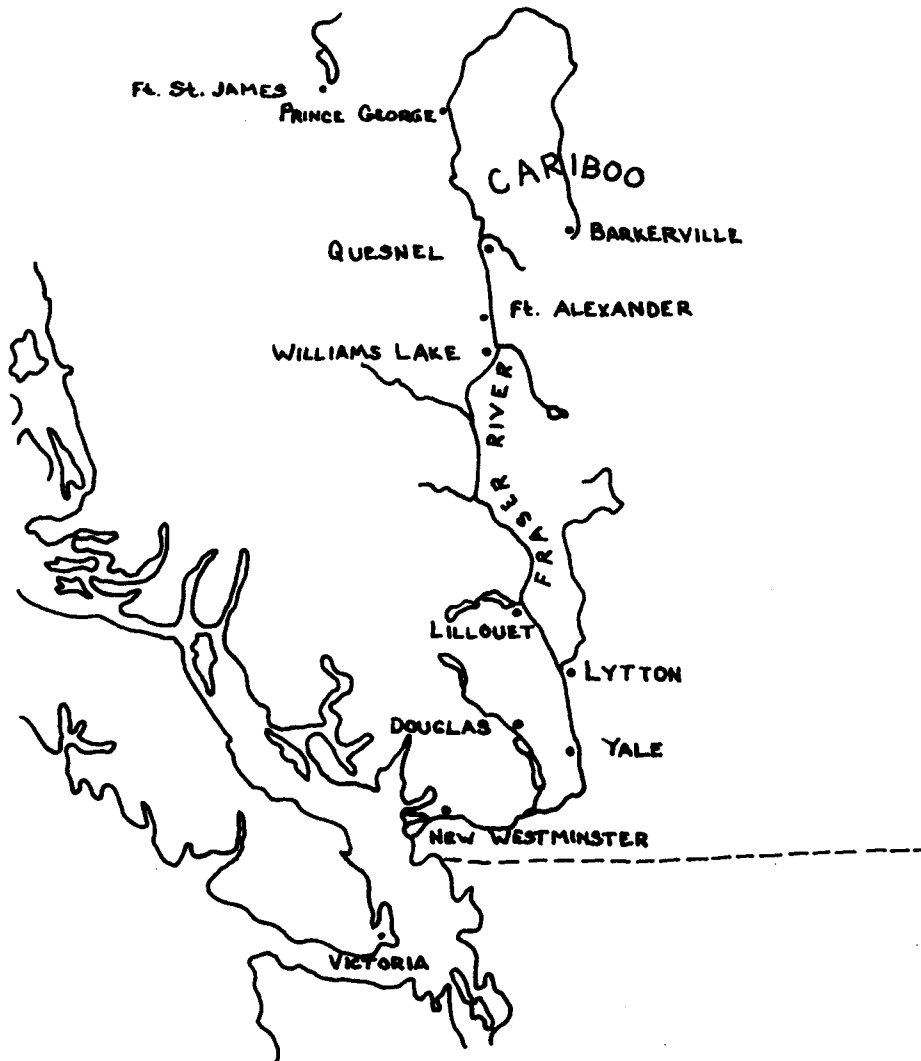 Ft. St. JAMES
PRINCE GEORGE
CARIBOO
BARKERVILLE
QUESNEL
Ft. ALEXANDER
WILLIAMS LAKE
FRASER RIVER
LILLOUET
LYTTON
DOUGLAS
YALE
NEW WESTMINSTER
VICTORIA